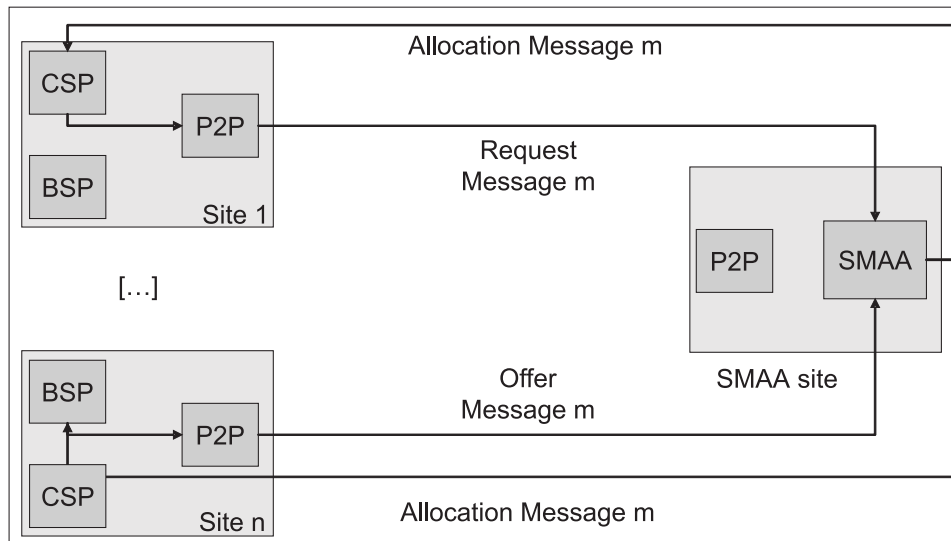 Allocation Message m
CSP
P2P
Request
Message m
BSP
Site 1
P2P
SMAA
[...]
SMAA site
BSP
Offer
Message m
P2P
CSP
Site n
Allocation Message m